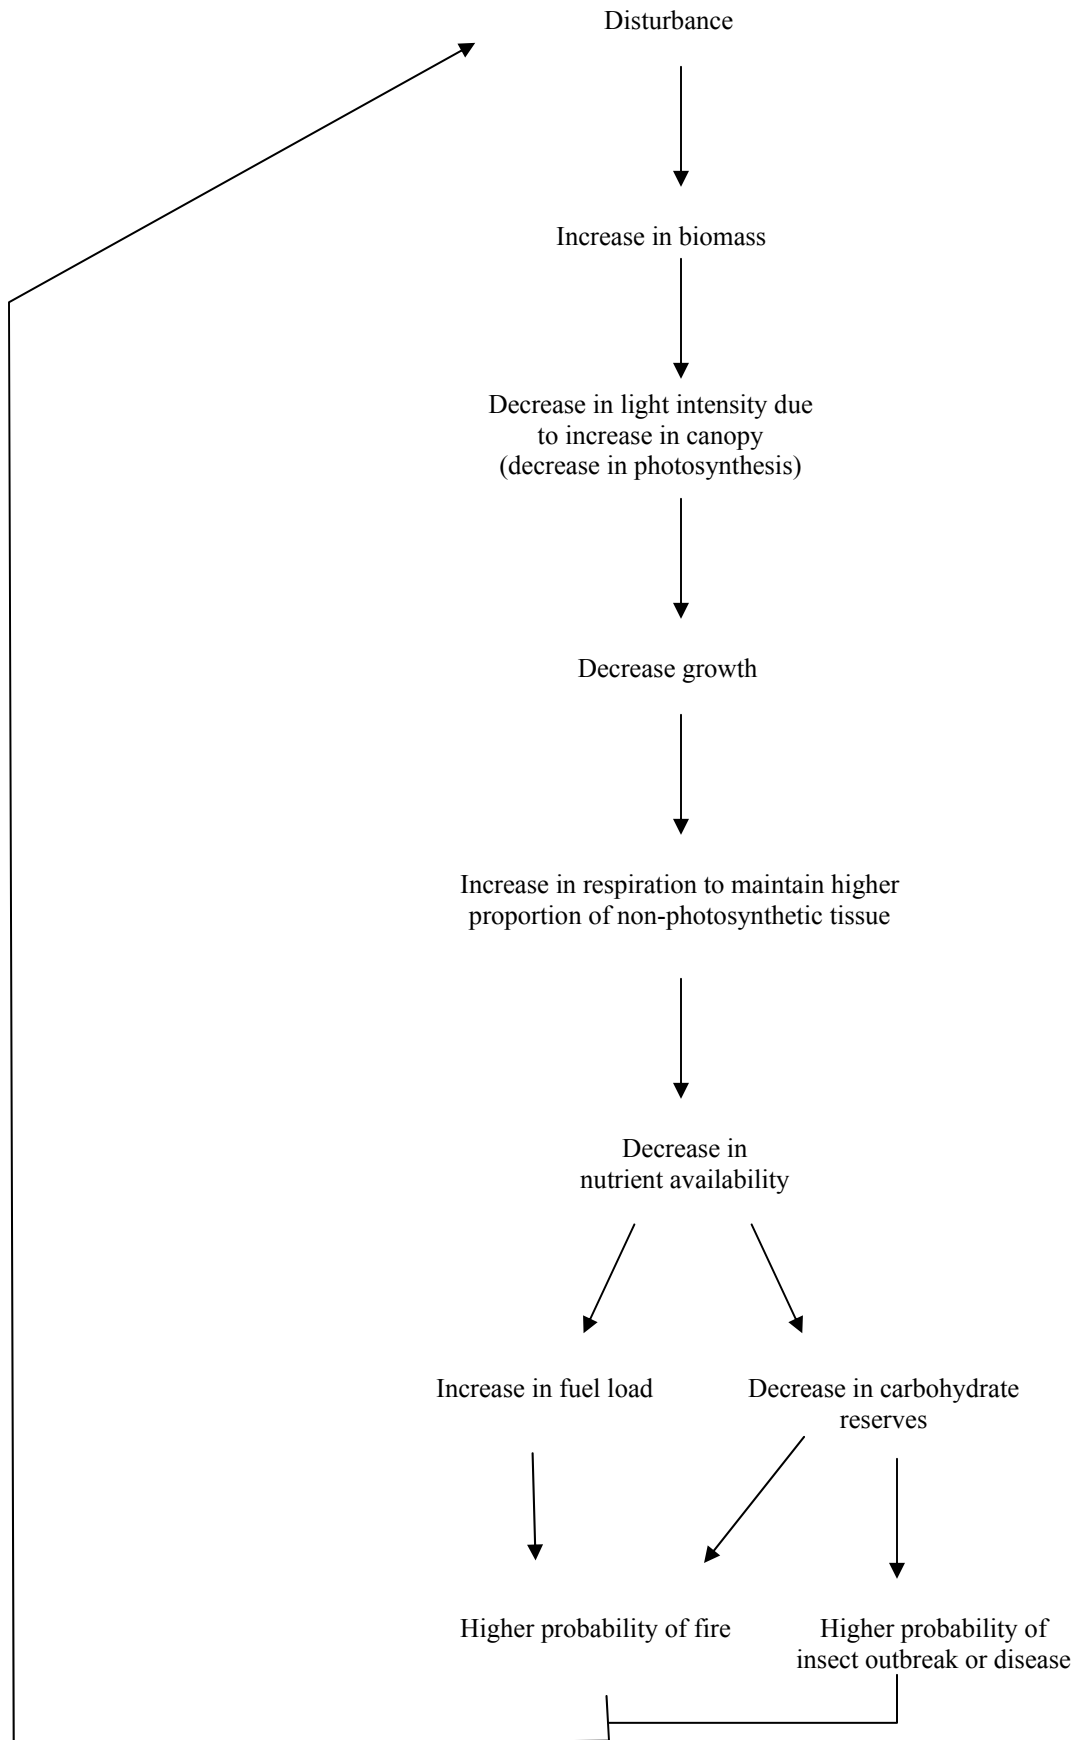 Disturbance
Increase in biomass
Decrease in light intensity due
to increase in canopy
(decrease in photosynthesis)
Decrease growth
Increase in respiration to maintain higher
proportion of non-photosynthetic tissue
Decrease in
nutrient availability
Increase in fuel load
Decrease in carbohydrate
reserves
Higher probability of fire
Higher probability of
insect outbreak or disease